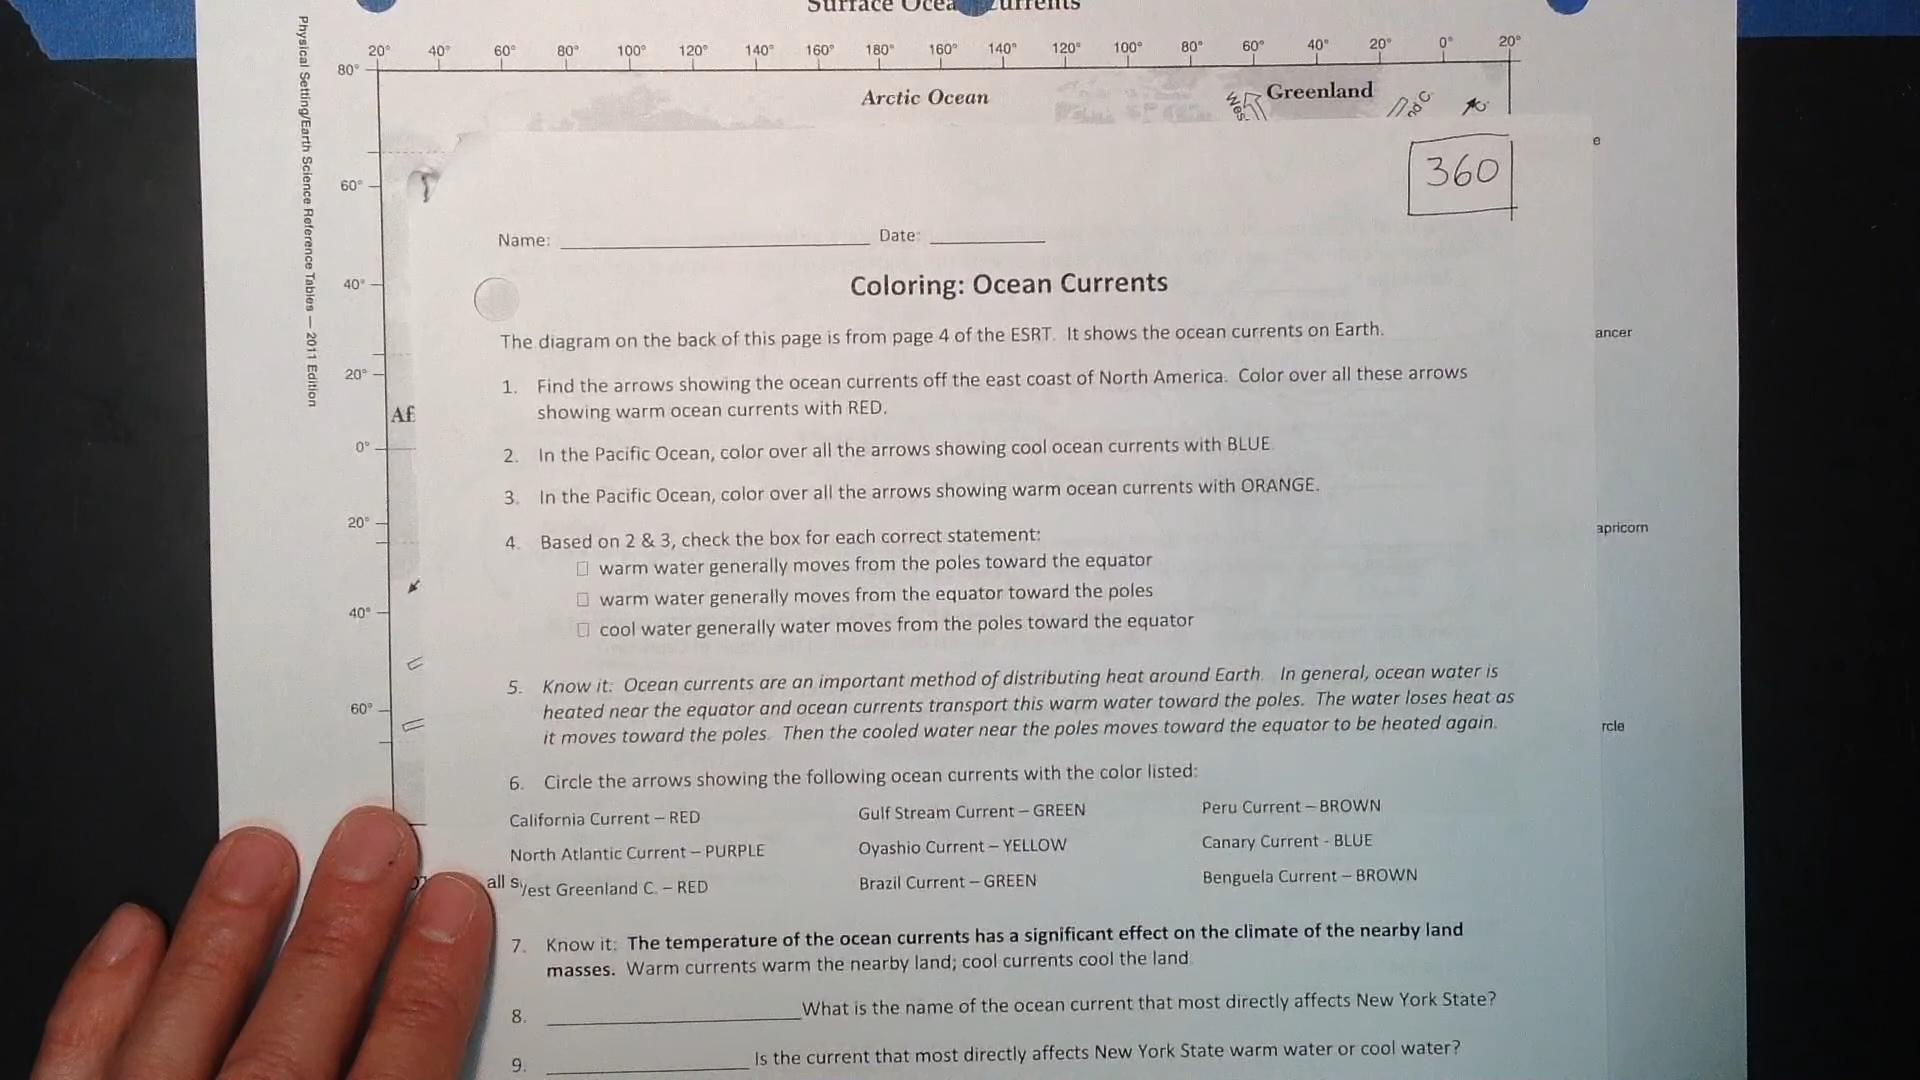 Surface Ocea urrents
20° 40° 60° 80° 100° 120° 140° 160° 180° 160° 140° 120° 100° 80° 60° 40° 20° 0° 20°
80°
Arctic Ocean
Greenland
Wes.
C.
C.
60°
360
e
Name: Date:
40°
Coloring: Ocean Currents
The diagram on the back of this page is from page 4 of the ESRT. It shows the ocean currents on Earth.
ancer
20°
1. Find the arrows showing the ocean currents off the east coast of North America. Color over all these arrows
showing warm ocean currents with RED.
Af
0°
2. In the Pacific Ocean, color over all the arrows showing cool ocean currents with BLUE.
3. In the Pacific Ocean, color over all the arrows showing warm ocean currents with ORANGE.
20°
apricorn
4. Based on 2 & 3, check the box for each correct statement:
warm water generally moves from the poles toward the equator
warm water generally moves from the equator toward the poles
40°
cool water generally water moves from the poles toward the equator
5. Know it: Ocean currents are an important method of distributing heat around Earth. In general, ocean water is
heated near the equator and ocean currents transport this warm water toward the poles. The water loses heat as
it moves toward the poles. Then the cooled water near the poles moves toward the equator to be heated again.
60°
rcle
6. Circle the arrows showing the following ocean currents with the color listed:
California Current – RED Gulf Stream Current – GREEN Peru Current – BROWN
North Atlantic Current – PURPLE Oyashio Current – YELLOW Canary Current - BLUE
all s
est Greenland C. – RED Brazil Current – GREEN Benguela Current – BROWN
7. Know it: The temperature of the ocean currents has a significant effect on the climate of the nearby land
masses. Warm currents warm the nearby land; cool currents cool the land.
8. What is the name of the ocean current that most directly affects New York State?
9. Is the current that most directly affects New York State warm water or cool water?
Physical Setting/Earth Science Reference Tables — 2011 Edition